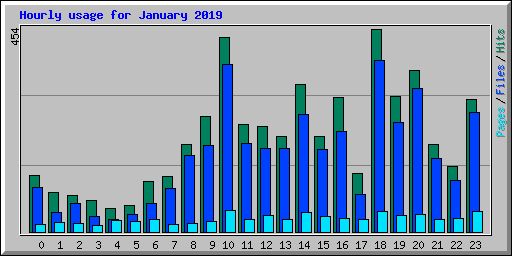 Hourly usage for January 2019
454
Pages/Files/Hits
0 1 2 3 4 5 6 7 8 9 10 11 12 13 14 15 16 17 18 19 20 21 22 23